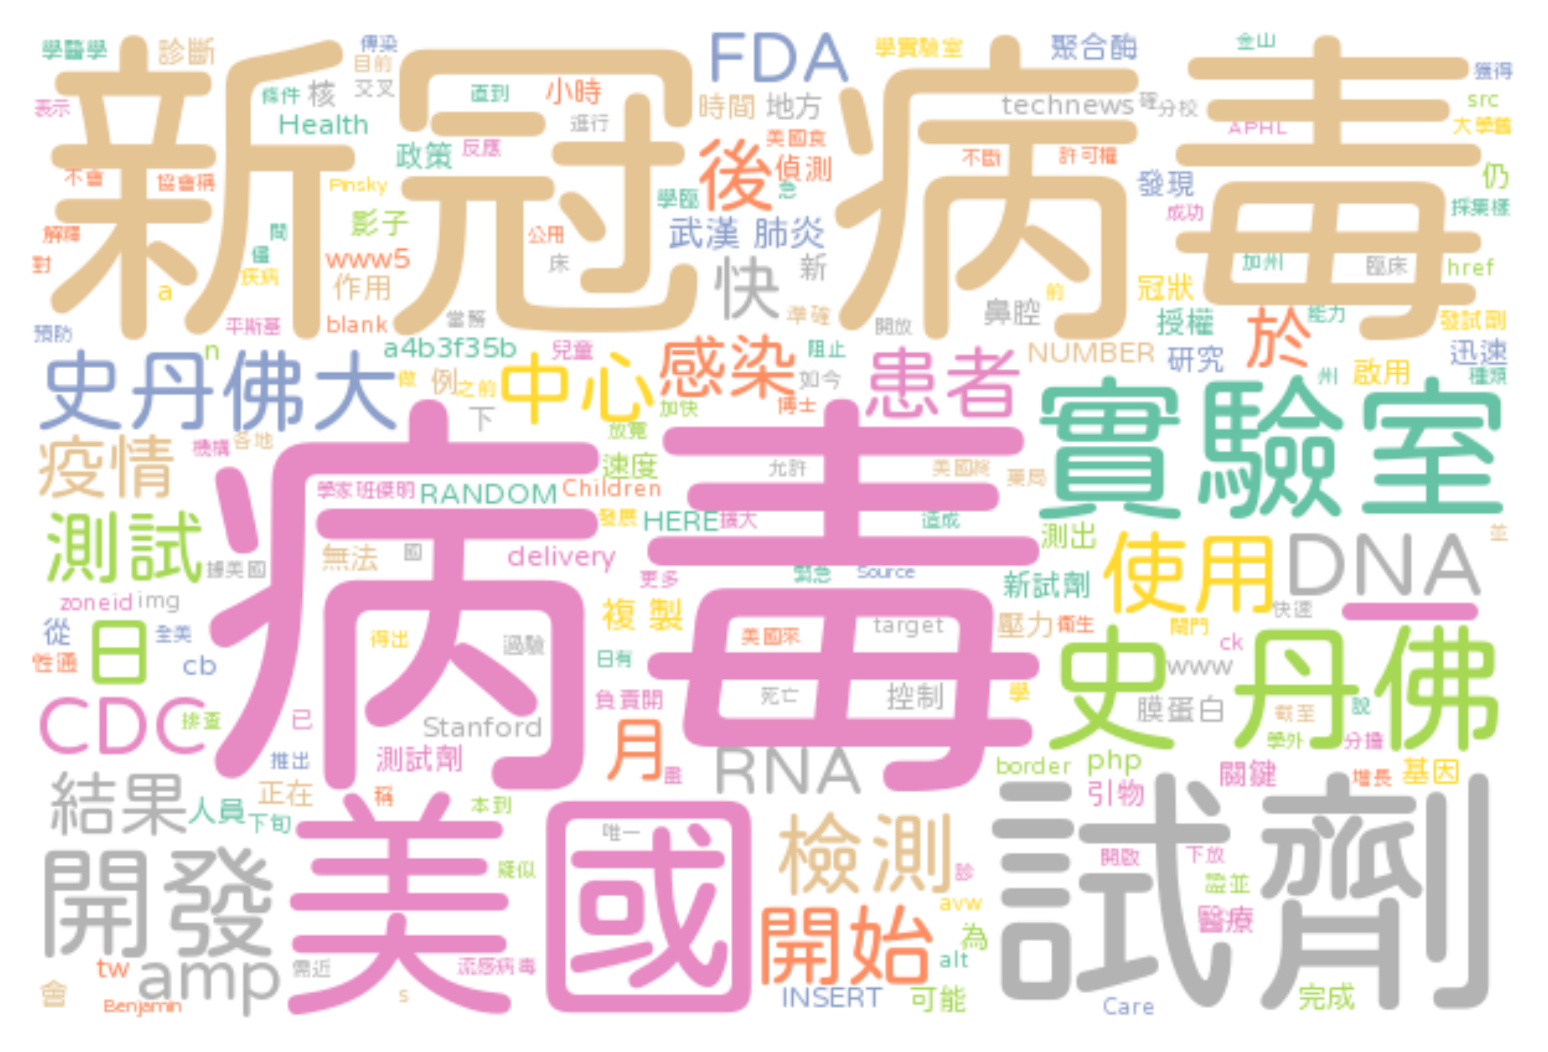 學醫學 診斷 傳染 FDA 學實驗室 聚合酶 金山 獲得
目前
新冠病毒
表示 條件 核 交叉 直到 小時 時間 地方 technews 分校 APHL src 大學舊
Health 進行 美國食
政策 反應 後 偵測 不斷 許可權
不會 協會稱 Pinsky 急 發現 仍
影子 學臨 成功 採集樣
解釋 間 公用 武漢 肺炎
對 僅 www5 床 快 新 加州 臨床 href
疾病 a 作用 前 冠狀
預防 平斯基 blank 當務 準確 開放 鼻腔 授權 於 能力 發試劑
n a4b3f35b 兒童 感染 阻止 患者 NUMBER 研究 迅速
史丹佛大 做 例 之前 中心 如今 州 啟用 種類
下 加快 博士
疫情 機構 各地 放寬 實驗室
速度 允許 美國綜 藥局
學家班傑明 RANDOM Children
測試 發展 HERE 擴大 造成 測出 並
據美國 無法 國 delivery 病毒 使用 DNA
更多 緊急 Source 新試劑
zoneid img 複製 target 壓力 衛生 快速 一
從 日 全美 得出 過驗 美國來 閘門 ck
性通 cb 日有 史丹佛 www
CDC 排查 已 負責開 死亡 控制 學 膜蛋白 截至 說
Stanford 學外 分擔
推出 測試劑 月 盡 RNA border php 關鍵 增長 基因
結果 人員 下旬 正在 稱 本到 引物
美國 唯一 檢測 試劑
開發 疑似 診 開啟 下放
avw 證並
開始 為 醫療
tw amp 需近 流感病毒 alt
會 Benjamin s INSERT 可能 Care 完成